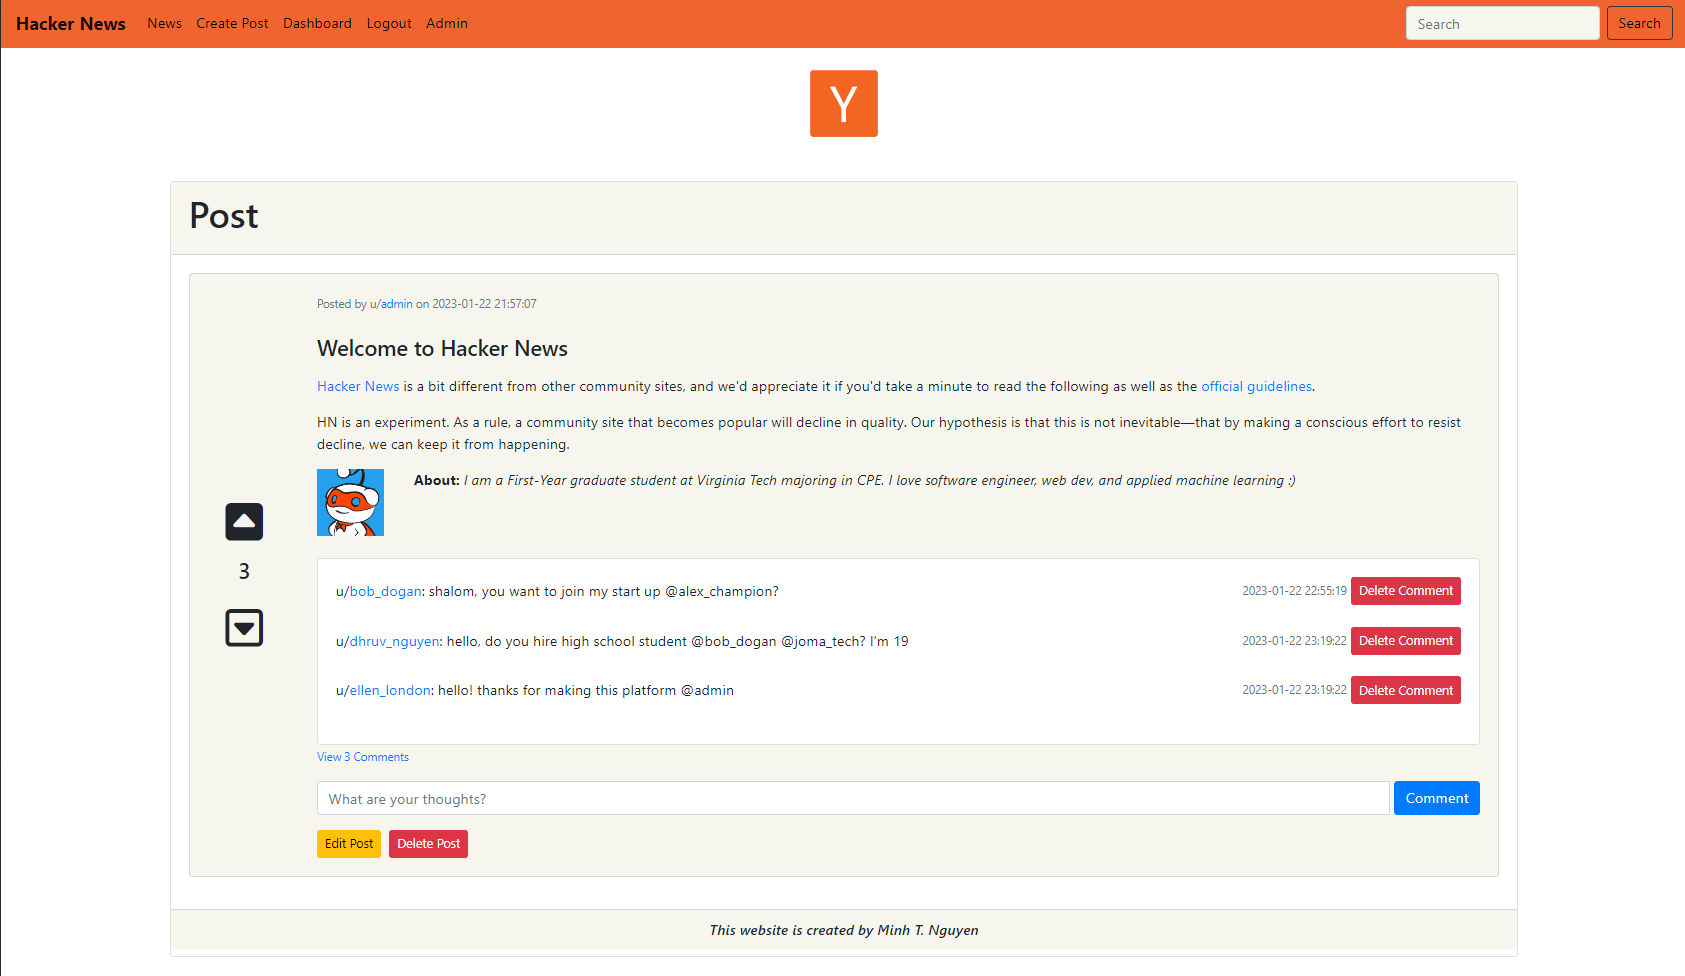 Hacker News News Create Post Dashboard Logout Admin Search Search
Y
Post
Posted by u/admin on 2023-01-22 21:57:07
Welcome to Hacker News
Hacker News is a bit different from other community sites, and we'd appreciate it if you'd take a minute to read the following as well as the official guidelines.
HN is an experiment. As a rule, a community site that becomes popular will decline in quality. Our hypothesis is that this is not inevitable—that by making a conscious effort to resist
decline, we can keep it from happening.
About: I am a First-Year graduate student at Virginia Tech majoring in CPE. I love software engineer, web dev, and applied machine learning :)
3
u/bob_dogan: shalom, you want to join my start up @alex_champion? 2023-01-22 22:55:19 Delete Comment
u/dhruv_nguyen: hello, do you hire high school student @bob_dogan @joma_tech? I'm 19 2023-01-22 23:19:22 Delete Comment
u/ellen_london: hello! thanks for making this platform @admin 2023-01-22 23:19:22 Delete Comment
View 3 Comments
What are your thoughts? Comment
Edit Post Delete Post
This website is created by Minh T. Nguyen